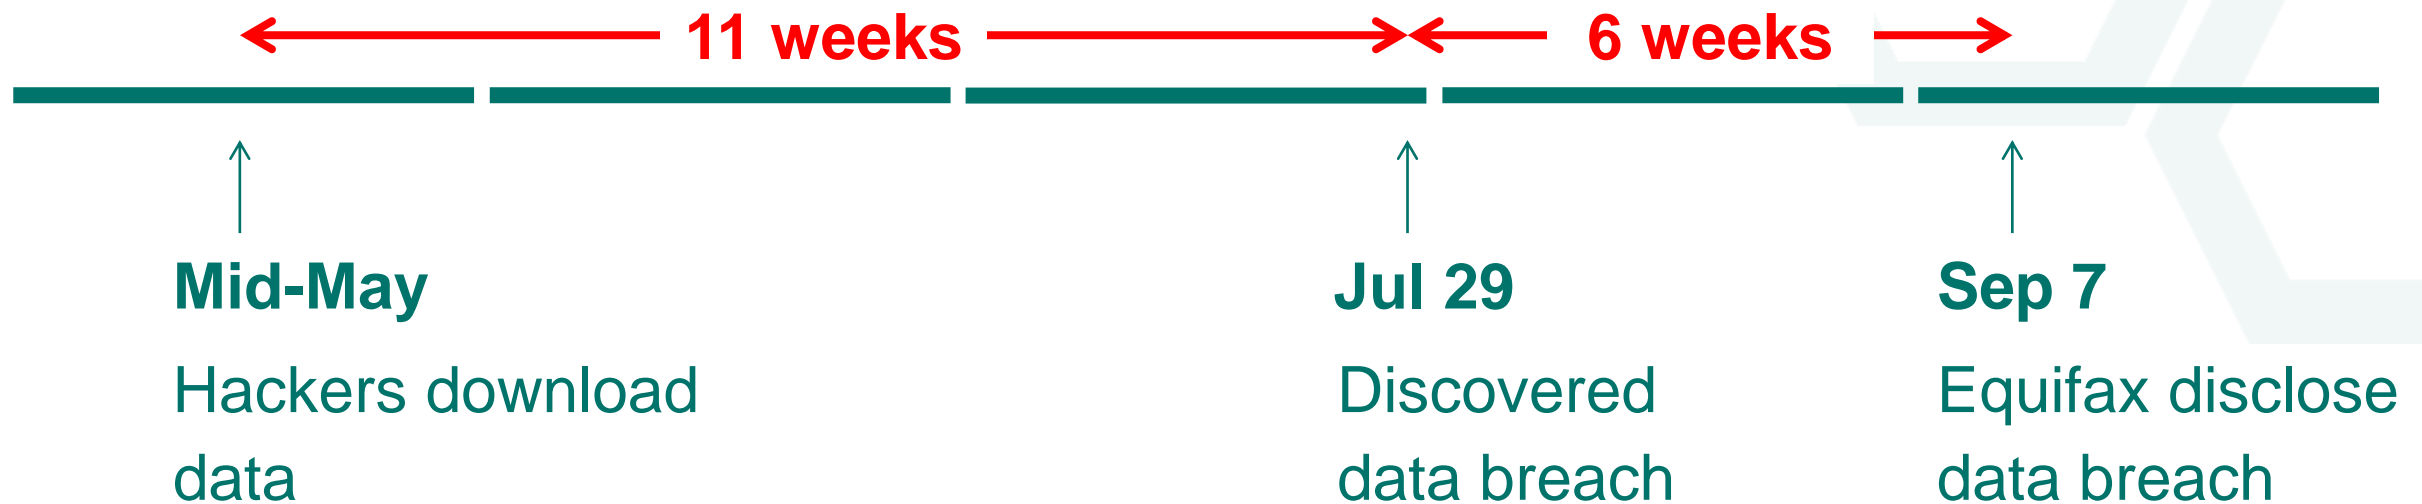 11 weeks
6 weeks
Mid-May
Hackers download
data
Jul 29
Discovered
data breach
Sep 7
Equifax disclose
data breach